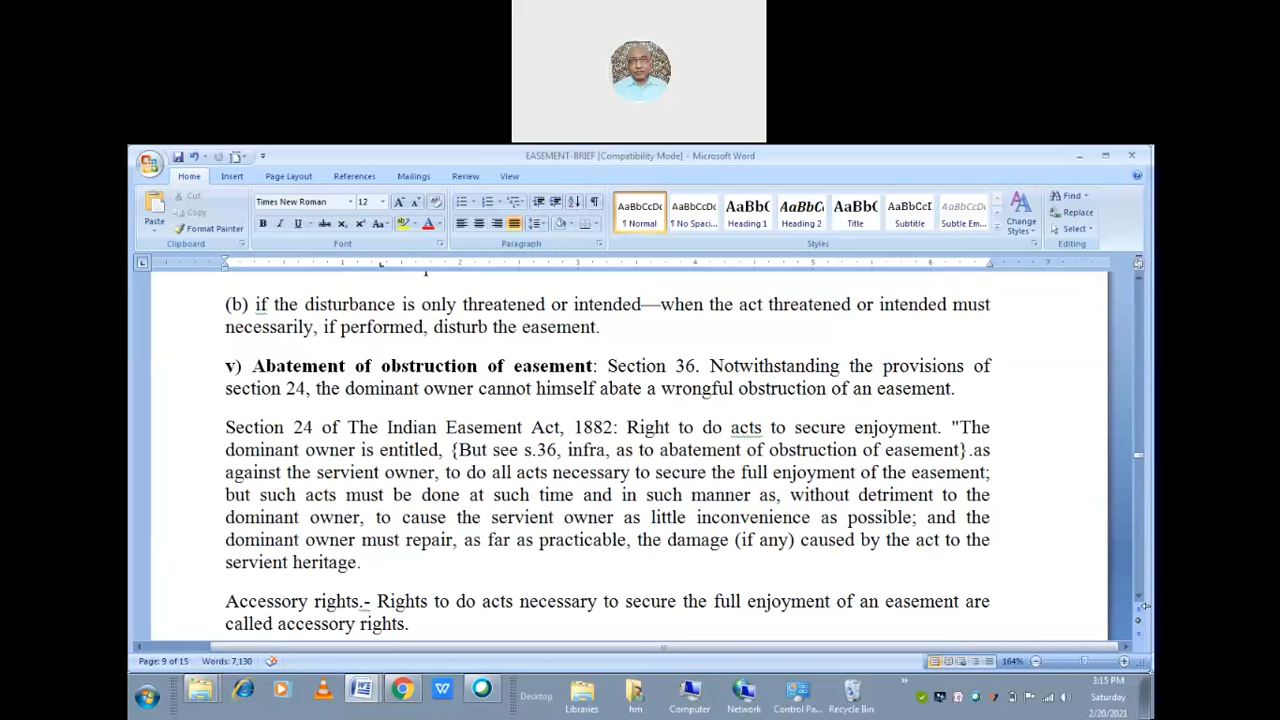 EASEMENT-BRIEF [Compatibility Mode] - Microsoft Word
Home Insert Page Layout References Mailings Review View
Paste
Cut
Copy
Format Painter
Clipboard
Times New Roman 12
Font
Paragraph
AaBbCcDc AaBbCcDc AaBbC AaBbCc AaBbC AaBbCcI AaBbCcDc
¶ Normal ¶ No Spaci... Heading 1 Heading 2 Title Subtitle Subtle Em...
Change Styles
Styles
Find
Replace
Select
Editing
1 2 3 4 5 6 7
(b) if the disturbance is only threatened or intended—when the act threatened or intended must
necessarily, if performed, disturb the easement.
v) Abatement of obstruction of easement: Section 36. Notwithstanding the provisions of
section 24, the dominant owner cannot himself abate a wrongful obstruction of an easement.
Section 24 of The Indian Easement Act, 1882: Right to do acts to secure enjoyment. "The
dominant owner is entitled, {But see s.36, infra, as to abatement of obstruction of easement}.as
against the servient owner, to do all acts necessary to secure the full enjoyment of the easement;
but such acts must be done at such time and in such manner as, without detriment to the
dominant owner, to cause the servient owner as little inconvenience as possible; and the
dominant owner must repair, as far as practicable, the damage (if any) caused by the act to the
servient heritage.
Accessory rights.- Rights to do acts necessary to secure the full enjoyment of an easement are
called accessory rights.
Page: 9 of 15 Words: 7,130 164%
Desktop Libraries hm Computer Network Control Pa... Recycle Bin
3:15 PM
Saturday
2/20/2021